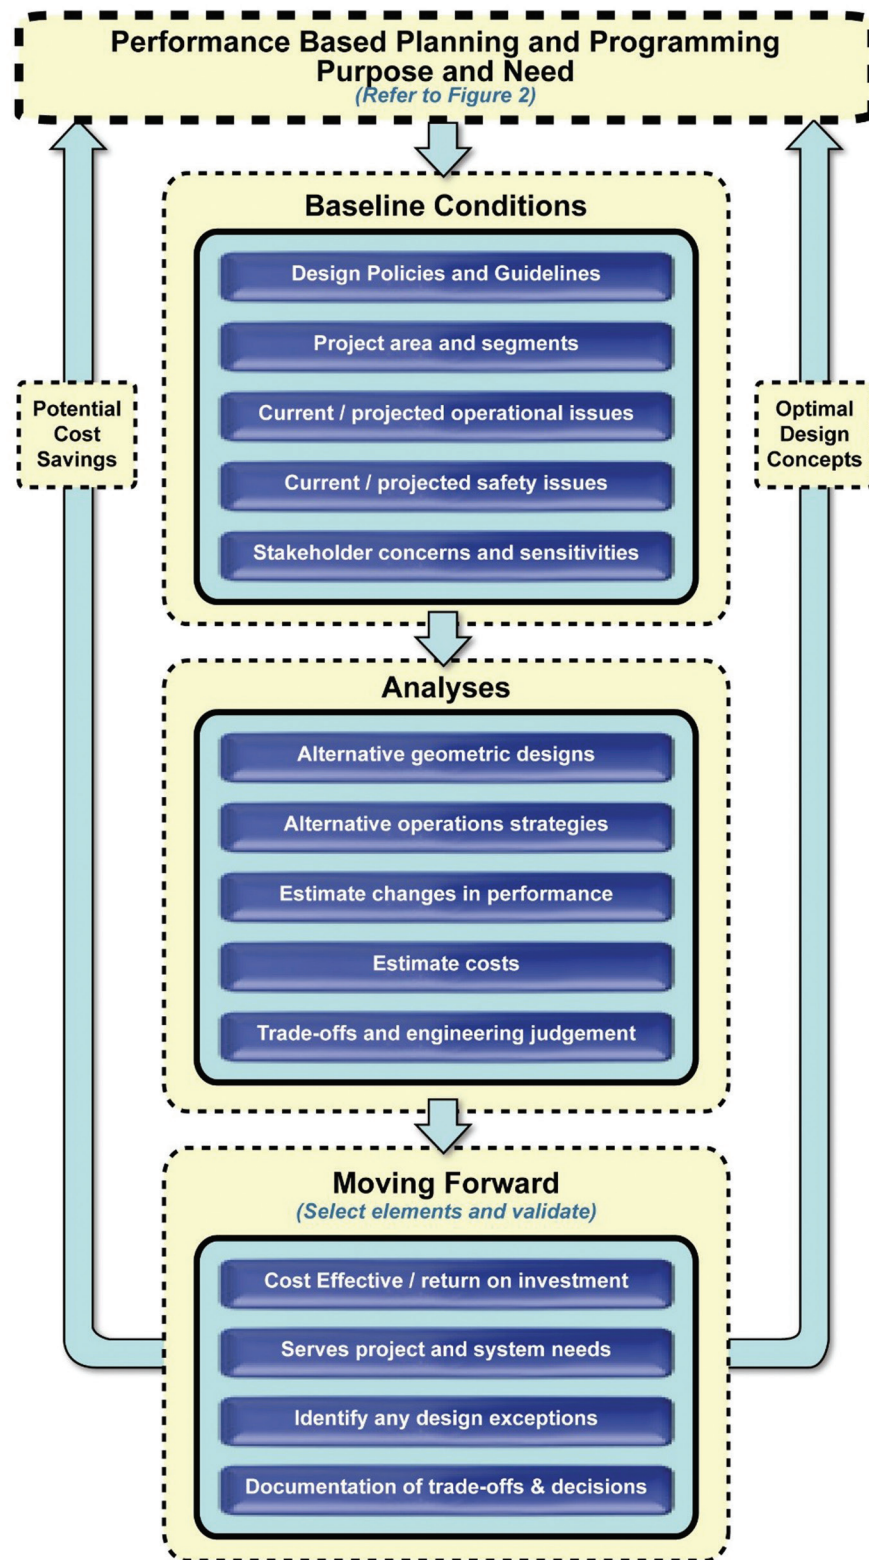 Performance Based Planning and Programming
Purpose and Need
(Refer to Figure 2)
Baseline Conditions
Design Policies and Guidelines
Project area and segments
Current / projected operational issues
Current / projected safety issues
Stakeholder concerns and sensitivities
Potential
Cost
Savings
Optimal
Design
Concepts
Analyses
Alternative geometric designs
Alternative operations strategies
Estimate changes in performance
Estimate costs
Trade-offs and engineering judgement
Moving Forward
(Select elements and validate)
Cost Effective / return on investment
Serves project and system needs
Identify any design exceptions
Documentation of trade-offs & decisions